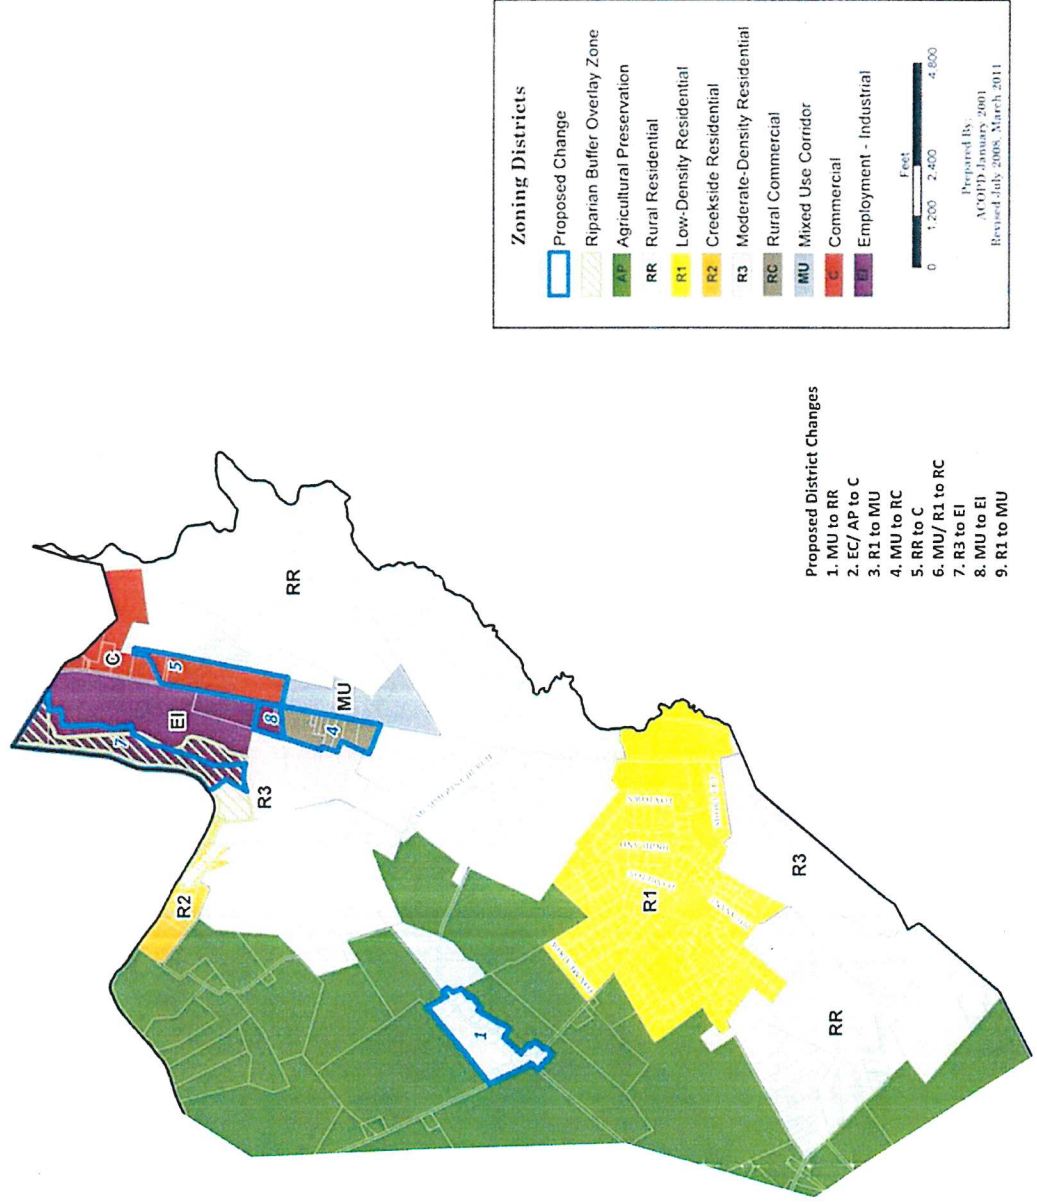 Zoning Districts
Proposed Change
Riparian Buffer Overlay Zone
AP Agricultural Preservation
RR Rural Residential
R1 Low-Density Residential
R2 Creekside Residential
R3 Moderate-Density Residential
RC Rural Commercial
MU Mixed Use Corridor
C Commercial
EI Employment - Industrial
Feet
0 1,200 2,400 4,800
Prepared By:
ACOPD January 2001
Revised July 2008, March 2011
Proposed District Changes
1. MU to RR
2. EC/ AP to C
3. R1 to MU
4. MU to RC
5. RR to C
6. MU/ R1 to RC
7. R3 to EI
8. MU to EI
9. R1 to MU
C
5
EI
7
8
4
MU
RR
R3
R2
1
R1
R3
RR